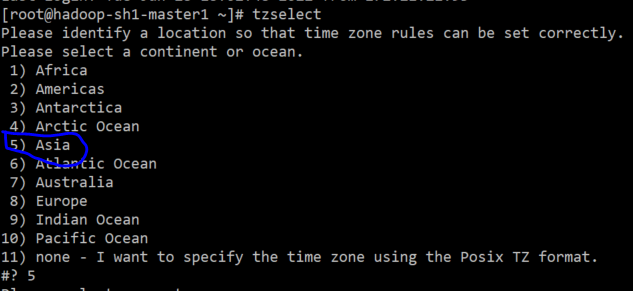 [root@hadoop-sh1-master1 ~]# tzselect
Please identify a location so that time zone rules can be set correctly.
Please select a continent or ocean.
1) Africa
2) Americas
3) Antarctica
4) Arctic Ocean
5) Asia
6) Atlantic Ocean
7) Australia
8) Europe
9) Indian Ocean
10) Pacific Ocean
11) none - I want to specify the time zone using the Posix TZ format.
#? 5